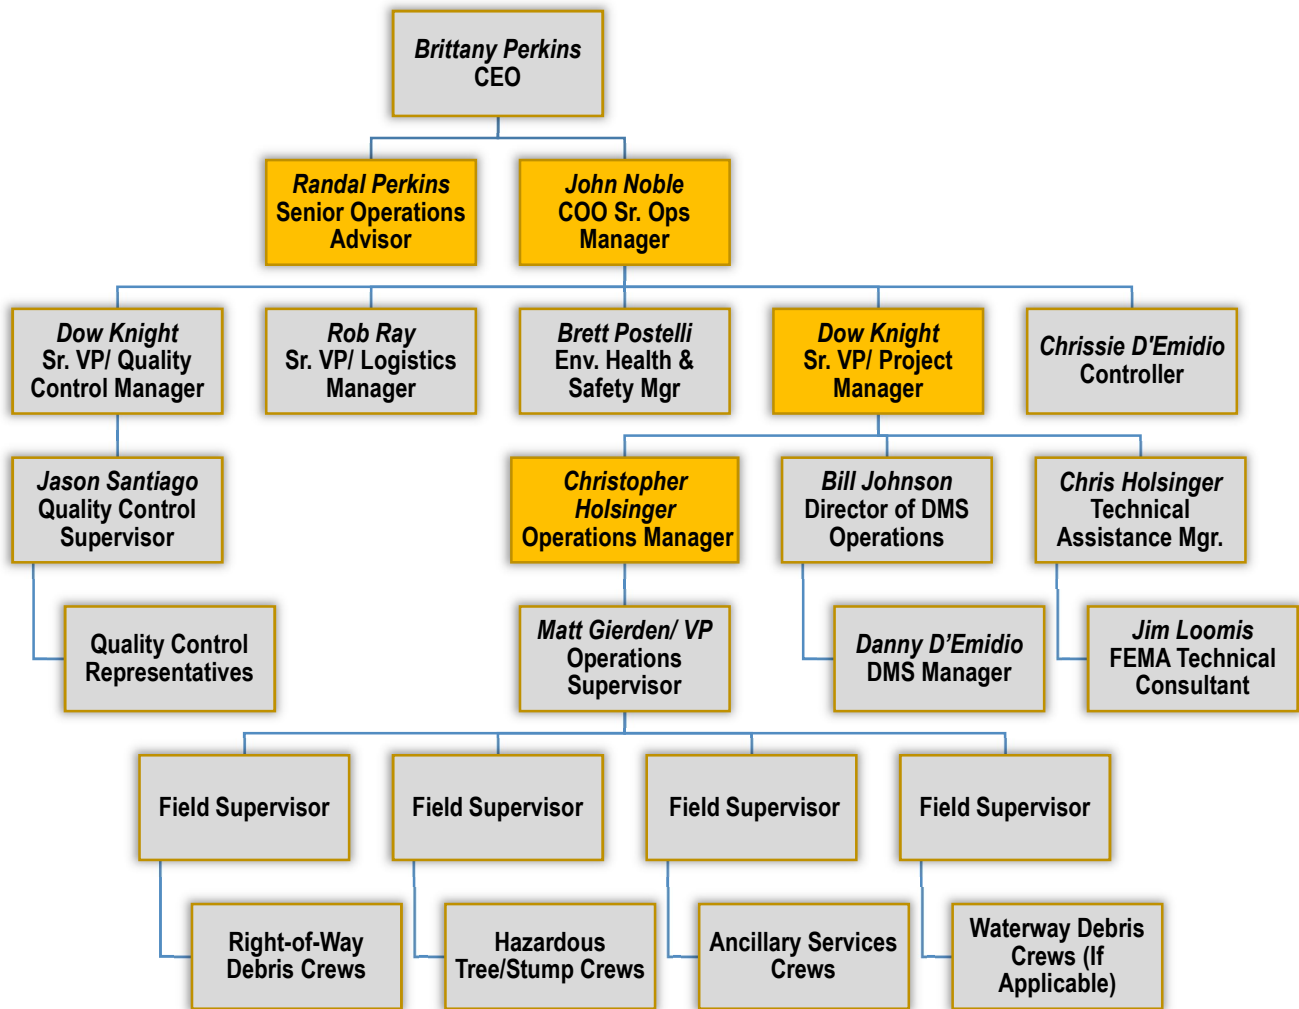 Brittany Perkins
CEO
Randal Perkins
Senior Operations
Advisor
John Noble
COO Sr. Ops
Manager
Dow Knight
Sr. VP/ Quality
Control Manager
Rob Ray
Sr. VP/ Logistics
Manager
Brett Postelli
Env. Health &
Safety Mgr
Dow Knight
Sr. VP/ Project
Manager
Chrissie D'Emidio
Controller
Jason Santiago
Quality Control
Supervisor
Christopher
Holsinger
Operations Manager
Bill Johnson
Director of DMS
Operations
Chris Holsinger
Technical
Assistance Mgr.
Quality Control
Representatives
Matt Gierden/ VP
Operations
Supervisor
Danny D’Emidio
DMS Manager
Jim Loomis
FEMA Technical
Consultant
Field Supervisor
Field Supervisor
Field Supervisor
Field Supervisor
Right-of-Way
Debris Crews
Hazardous
Tree/Stump Crews
Ancillary Services
Crews
Waterway Debris
Crews (If
Applicable)